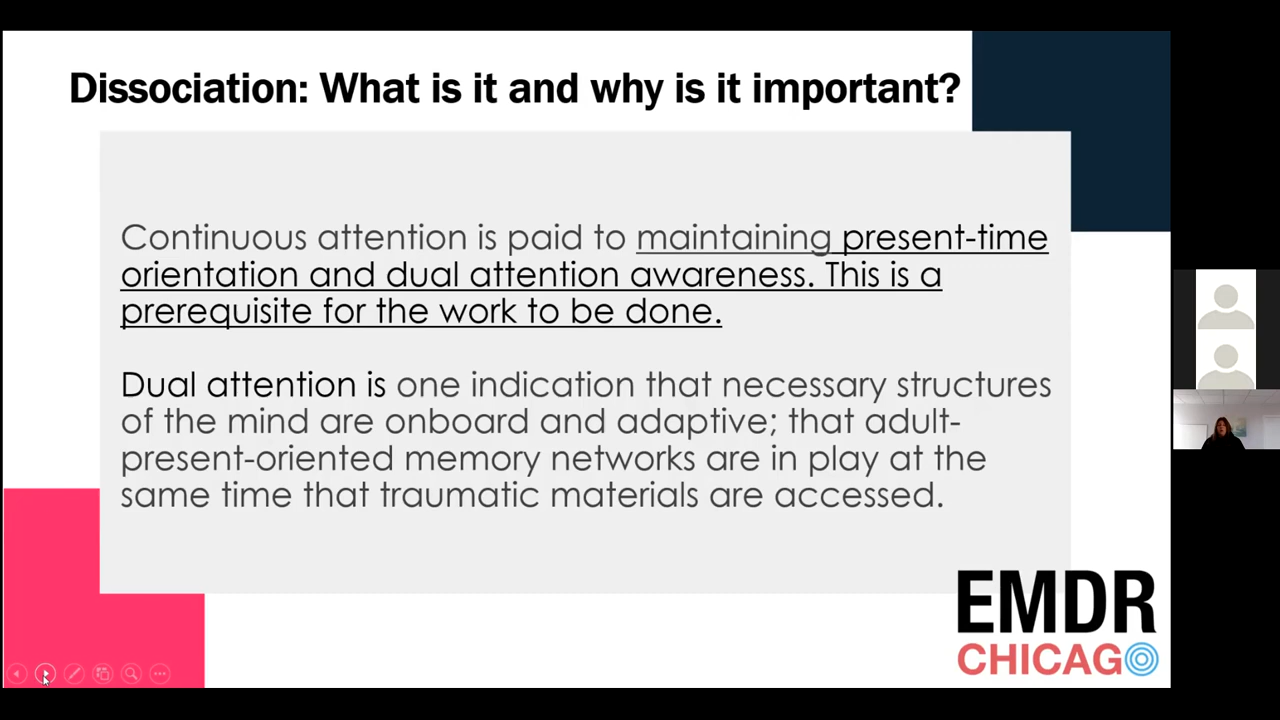 Dissociation: What is it and why is it important?
Continuous attention is paid to maintaining present-time
orientation and dual attention awareness. This is a
prerequisite for the work to be done.
Dual attention is one indication that necessary structures
of the mind are onboard and adaptive; that adult-
present-oriented memory networks are in play at the
same time that traumatic materials are accessed.
EMDR
CHICAGO